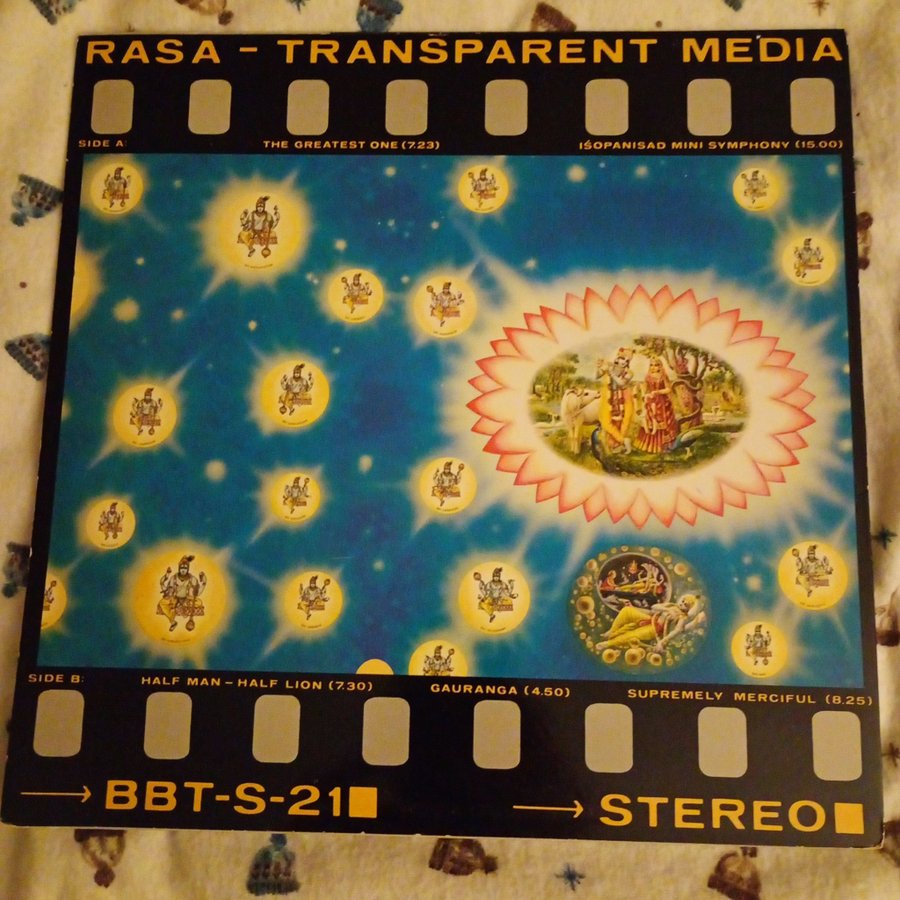 RASA – TRANSPARENT MEDIA
SIDE A: THE GREATEST ONE (7.23) IŚOPANISAD MINI SYMPHONY (15.00)
SIDE B: HALF MAN – HALF LION (7.30) GAURANGA (4.50) SUPREMELY MERCIFUL (8.25)
→ BBT-S-21■ → STEREO■